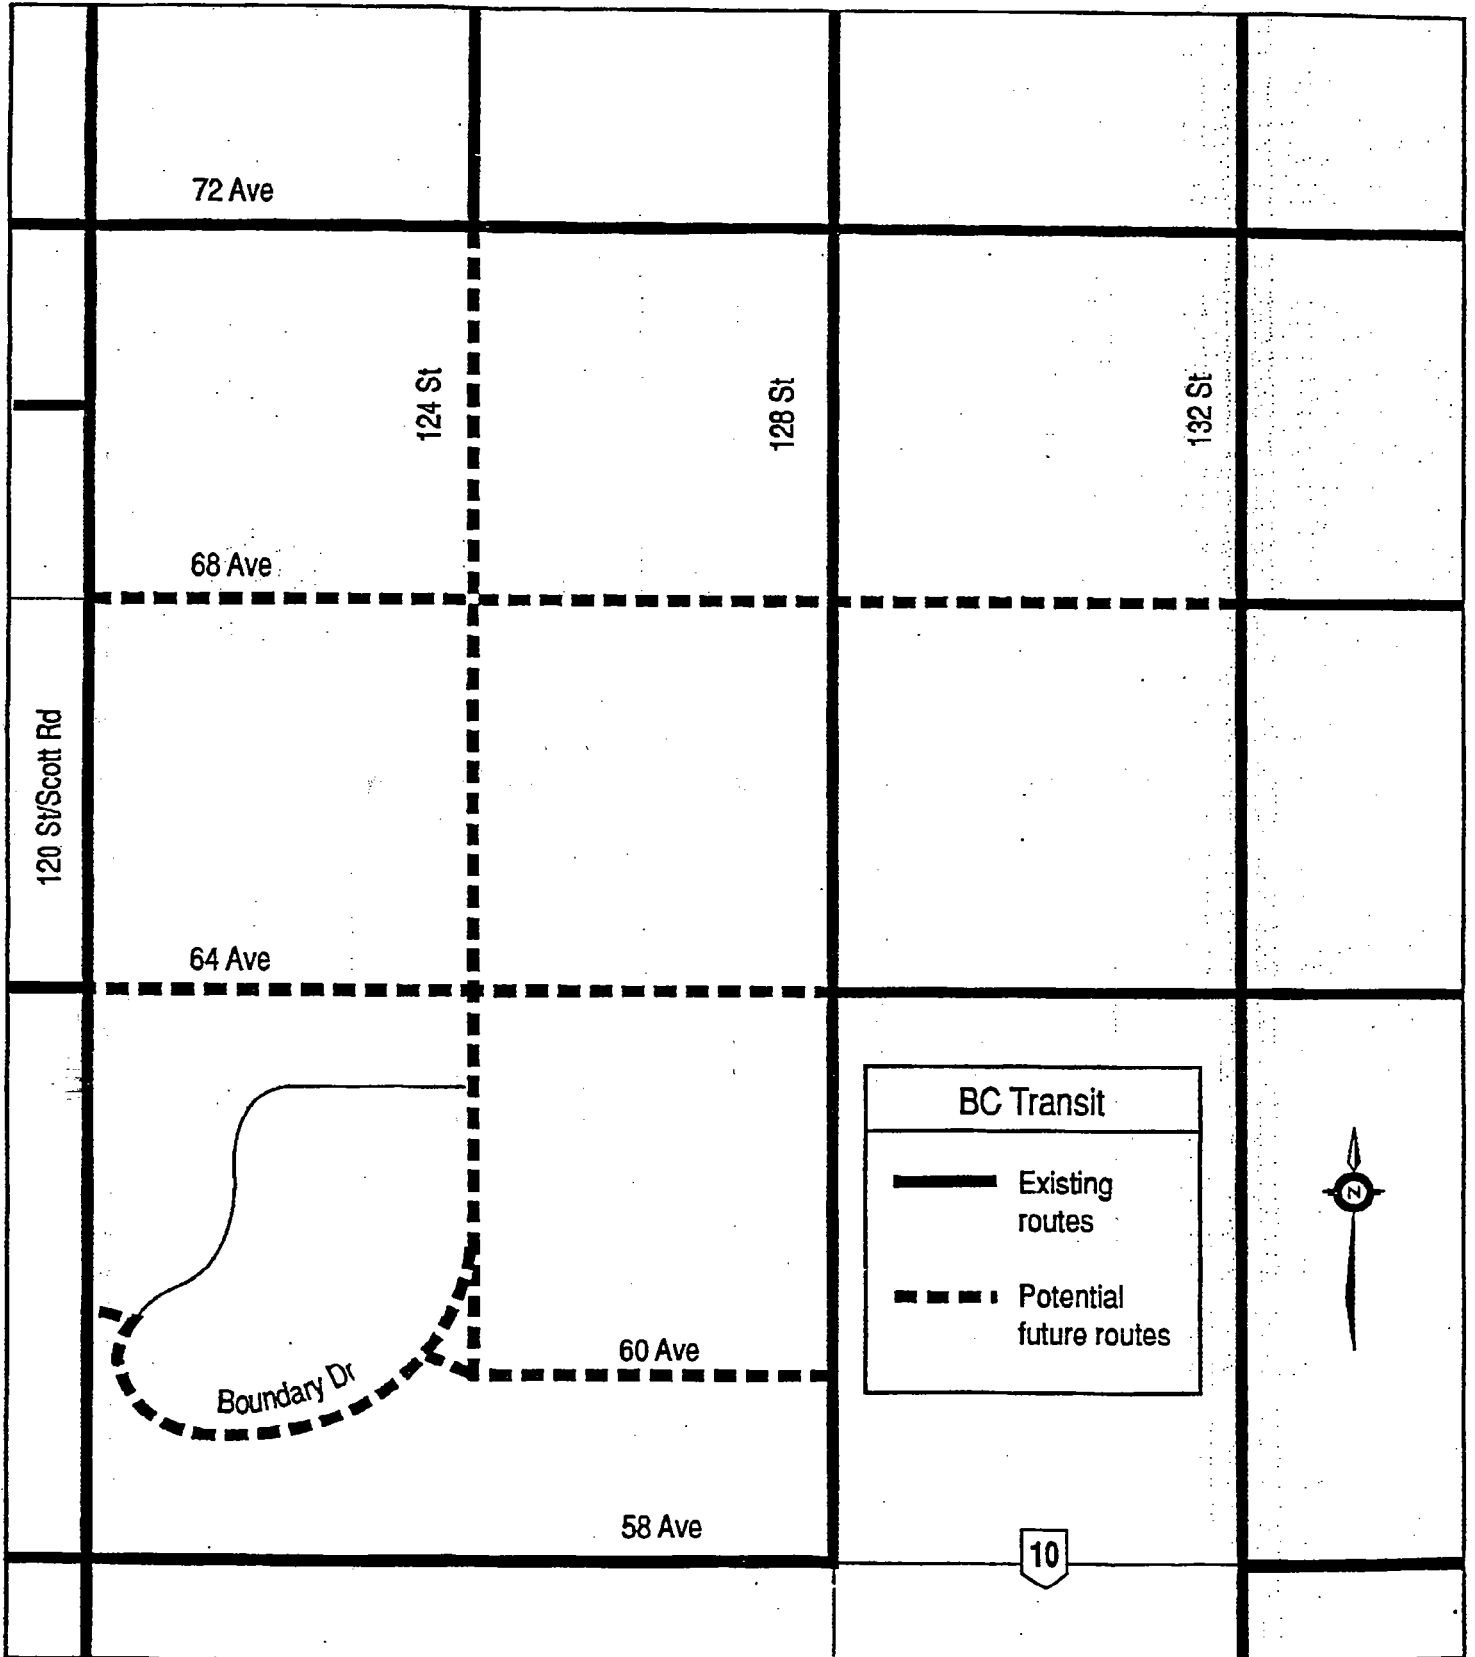 72 Ave
124 St
128 St
132 St
68 Ave
120 St/Scott Rd
64 Ave
BC Transit
Existing
routes
Potential
future routes
N
60 Ave
Boundary Dr
58 Ave
10